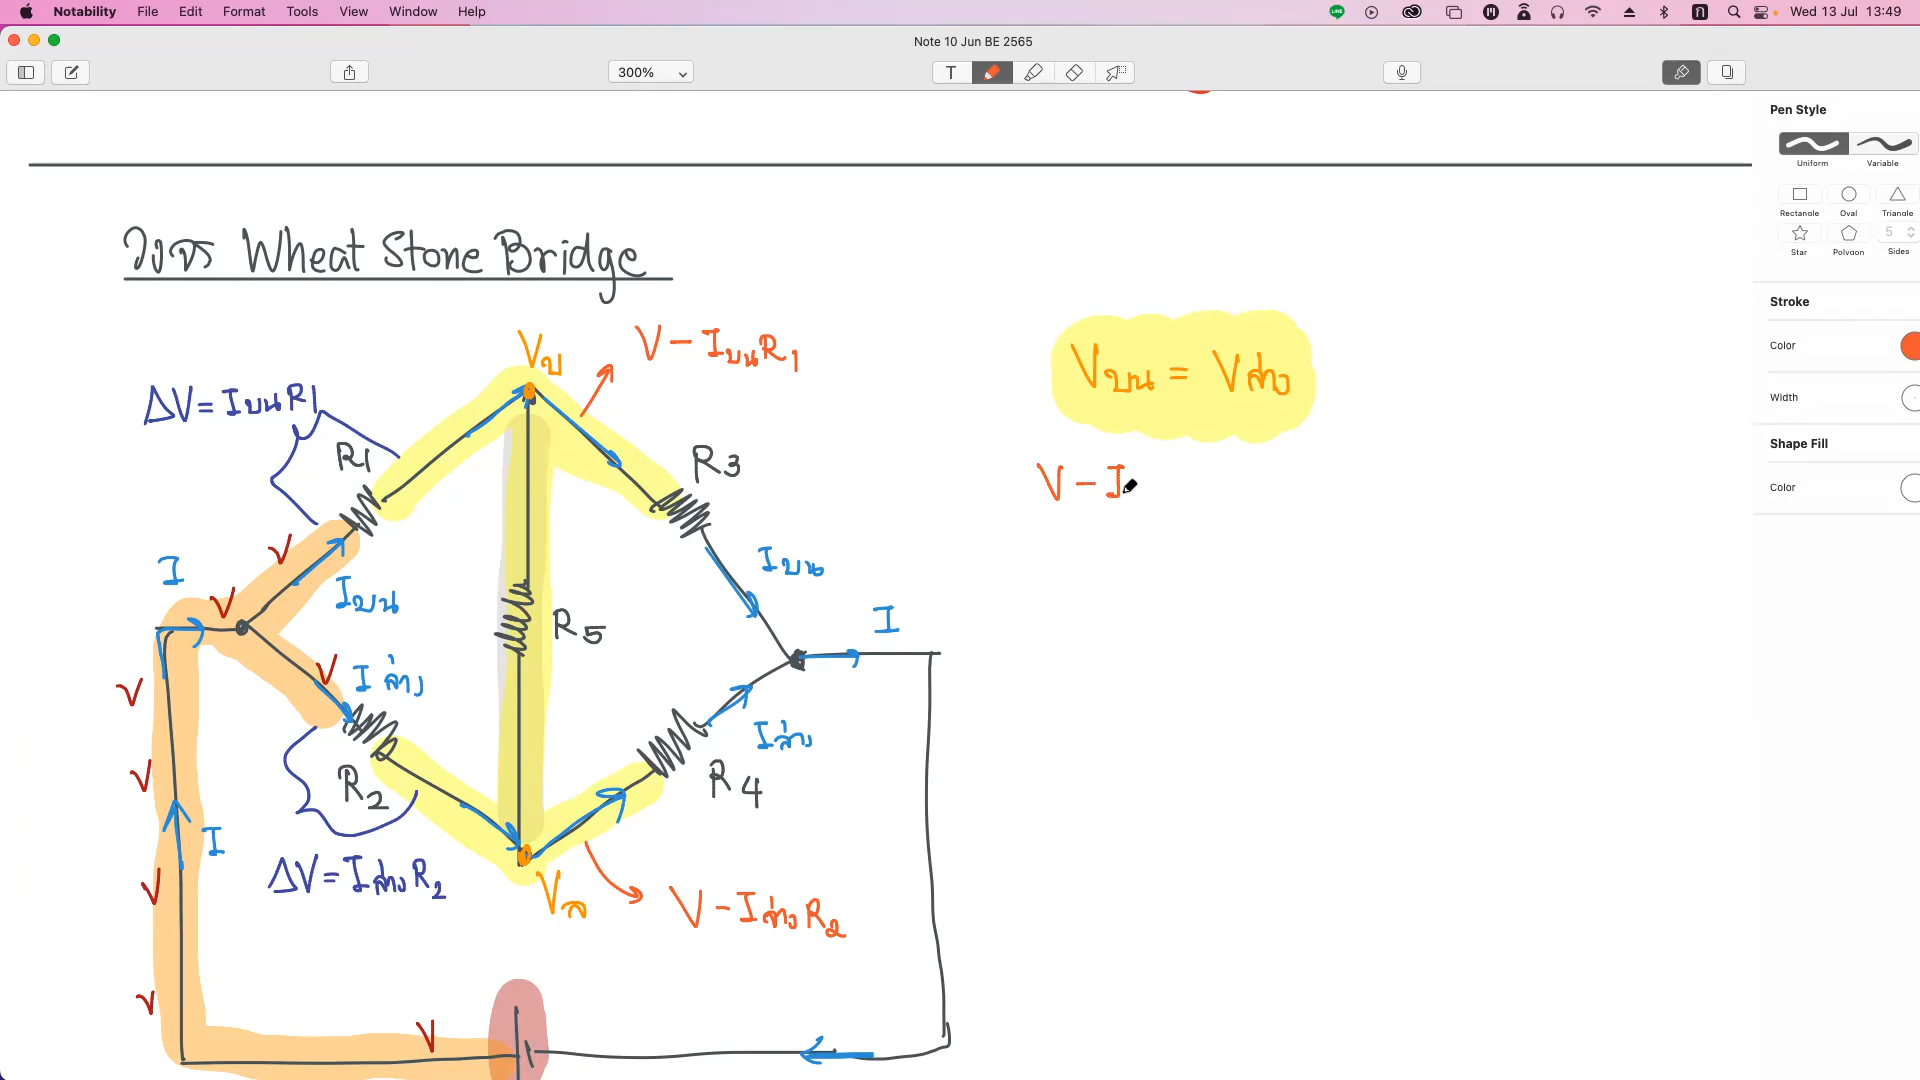 Notability File Edit Format Tools View Window Help
Wed 13 Jul 13:49
Note 10 Jun BE 2565
300%
T
Pen Style
Uniform Variable
Rectangle Oval Triangle
5
Star Polygon Sides
Stroke
Color
Width
Shape Fill
Color
วงจร Wheat Stone Bridge
Vบ
V - IบนR1
Vบน = Vล่าง
ΔV = IบนR1
R1
R3
V - I
V
I
V
Iบน
Iบน
I
R5
V
I ล่าง
V
Iล่าง
V
R2
R4
I
V
ΔV = Iล่างR2
Vล
V - Iล่างR2
V
V